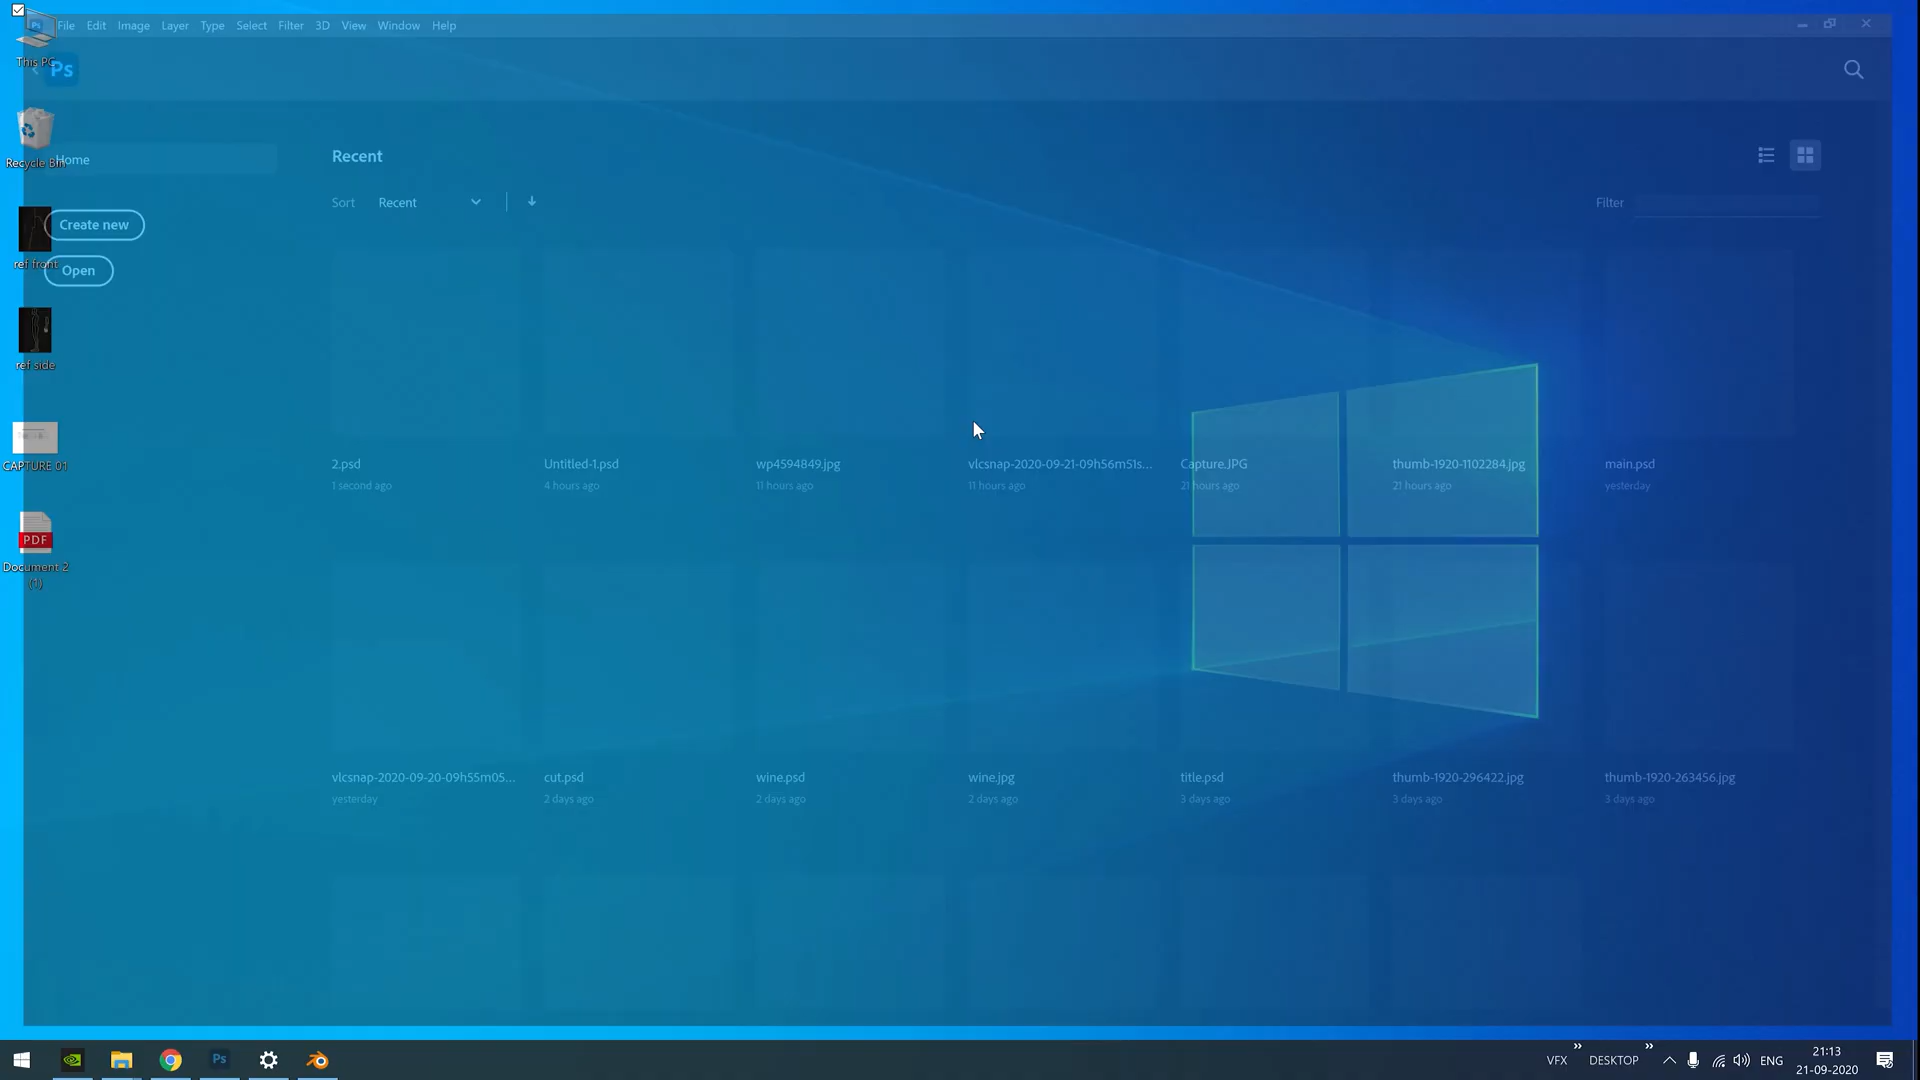 File Edit Image Layer Type Select Filter 3D View Window Help
This PC
Ps
Recycle Bin
Home
Recent
Sort Recent
Filter
Create new
ref front
Open
ref side
CAPTURE 01
2.psd
1 second ago
Untitled-1.psd
4 hours ago
wp4594849.jpg
11 hours ago
vlcsnap-2020-09-21-09h56m51s...
11 hours ago
Capture.JPG
21 hours ago
thumb-1920-1102284.jpg
21 hours ago
main.psd
yesterday
PDF
Document 2
(1)
vlcsnap-2020-09-20-09h55m05...
yesterday
cut.psd
2 days ago
wine.psd
2 days ago
wine.jpg
2 days ago
title.psd
3 days ago
thumb-1920-296422.jpg
3 days ago
thumb-1920-263456.jpg
3 days ago
Ps
VFX
DESKTOP
ENG
21:13
21-09-2020